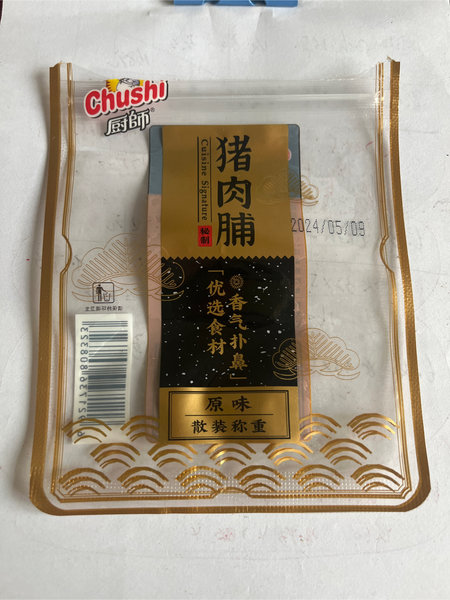 Chushi
厨師®
猪肉脯
Cuisine Signature
秘制
2024/05/09
「优选食材
香气扑鼻」
原味
散装称重